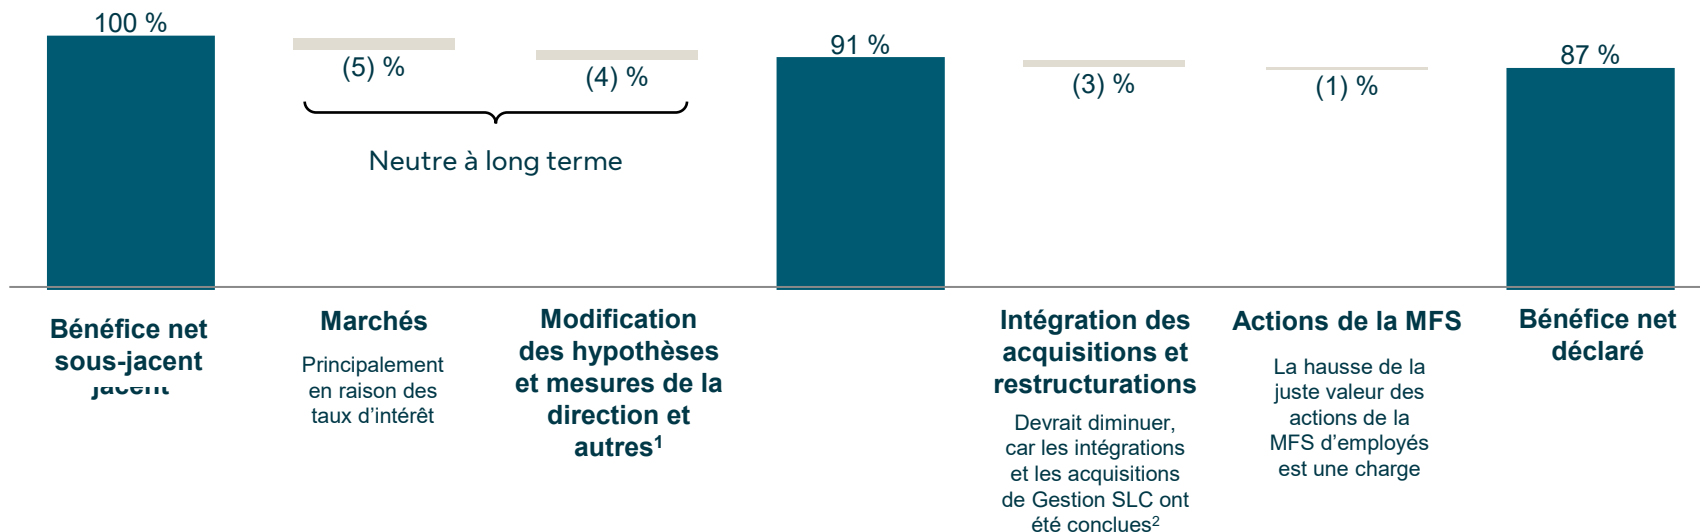 100 %
(5) %
(4) %
91 %
(3) %
(1) %
87 %
Neutre à long terme
Bénéfice net
sous-jacent
jacent
Marchés
Principalement
en raison des
taux d’intérêt
Modification
des hypothèses
et mesures de la
direction et
autres1
Intégration des
acquisitions et
restructurations
Devrait diminuer,
car les intégrations
et les acquisitions
de Gestion SLC ont
été conclues2
Actions de la MFS
La hausse de la
juste valeur des
actions de la
MFS d’employés
est une charge
Bénéfice net
déclaré